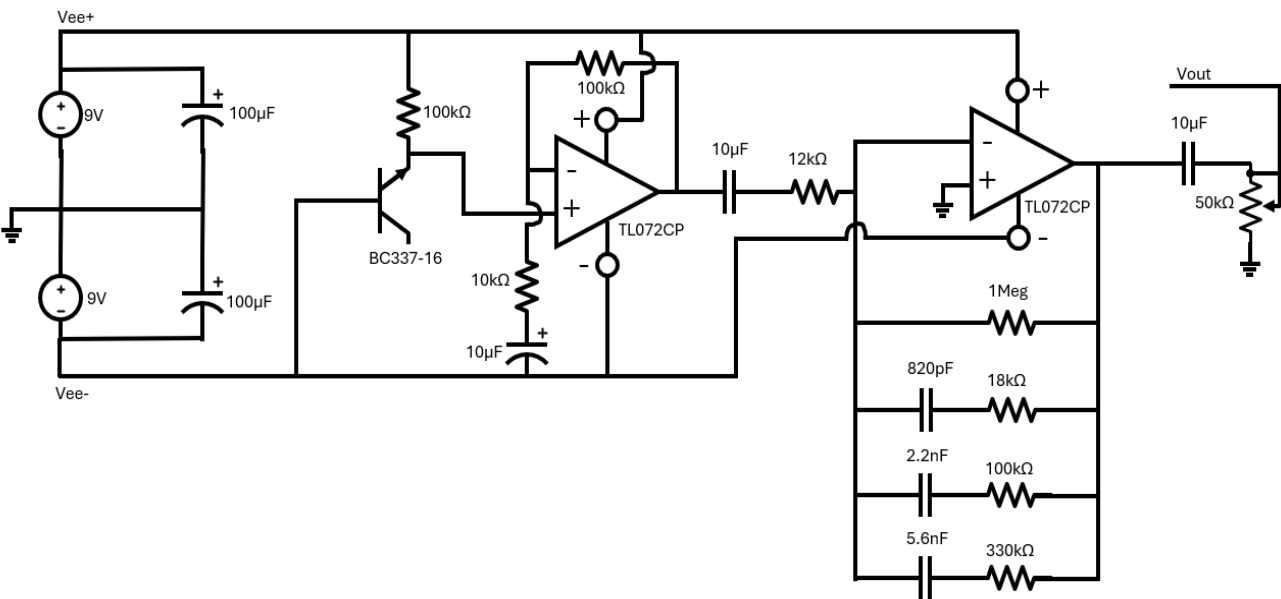 Vee+
9V
+
-
+
100µF
9V
+
-
+
100µF
Vee-
100kΩ
BC337-16
100kΩ
+
-
+
TL072CP
-
10kΩ
10µF
+
10µF
12kΩ
+
-
+
TL072CP
-
1Meg
820pF
18kΩ
2.2nF
100kΩ
5.6nF
330kΩ
10µF
Vout
50kΩ